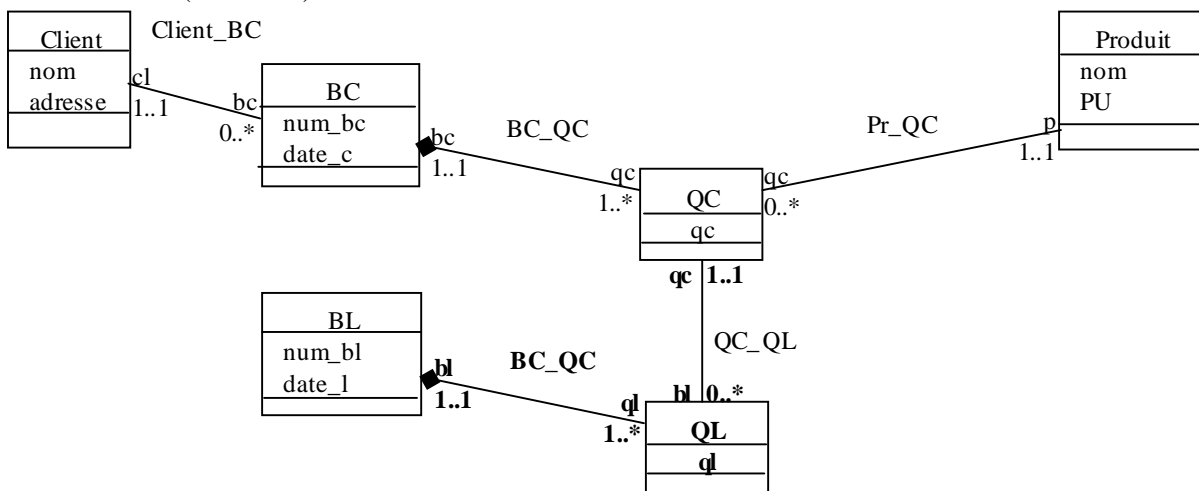 Client
nom
adresse
Client_BC
cl
1..1
bc
0..*
BC
num_bc
date_c
bc
1..1
BC_QC
qc
1..*
QC
qc
Pr_QC
qc
0..*
Produit
nom
PU
p
1..1
qc 1..1
QC_QL
bl 0..*
BL
num_bl
date_l
bl
1..1
BC_QC
ql
1..*
QL
ql